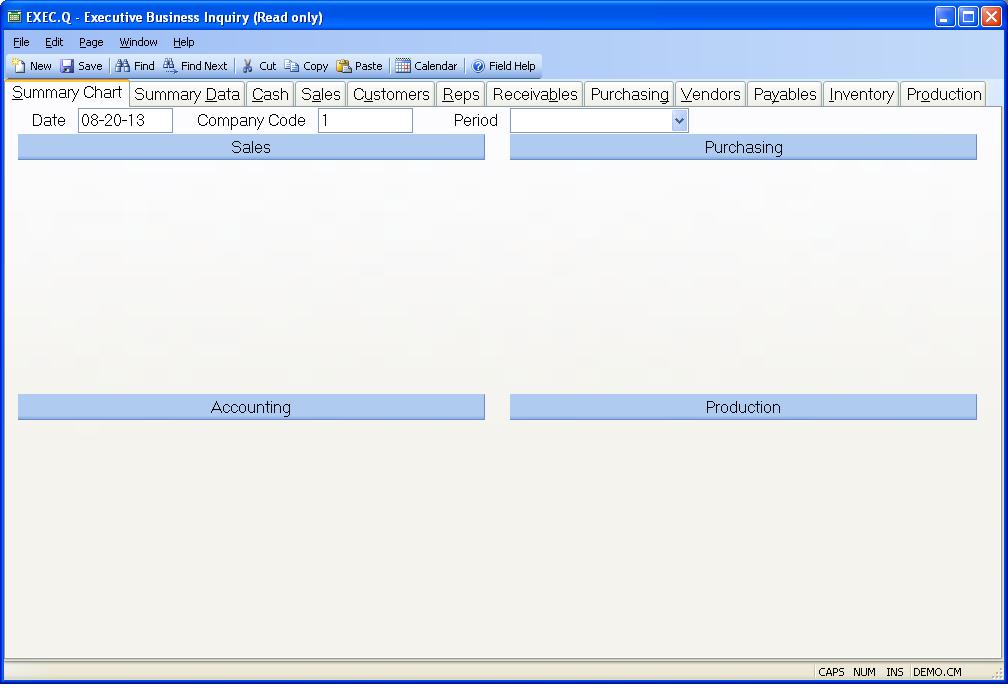 EXEC.Q - Executive Business Inquiry (Read only)
File Edit Page Window Help
New Save Find Find Next Cut Copy Paste Calendar Field Help
Summary Chart Summary Data Cash Sales Customers Reps Receivables Purchasing Vendors Payables Inventory Production
Date 08-20-13 Company Code 1 Period
Sales Purchasing
Accounting Production
CAPS NUM INS DEMO.CM